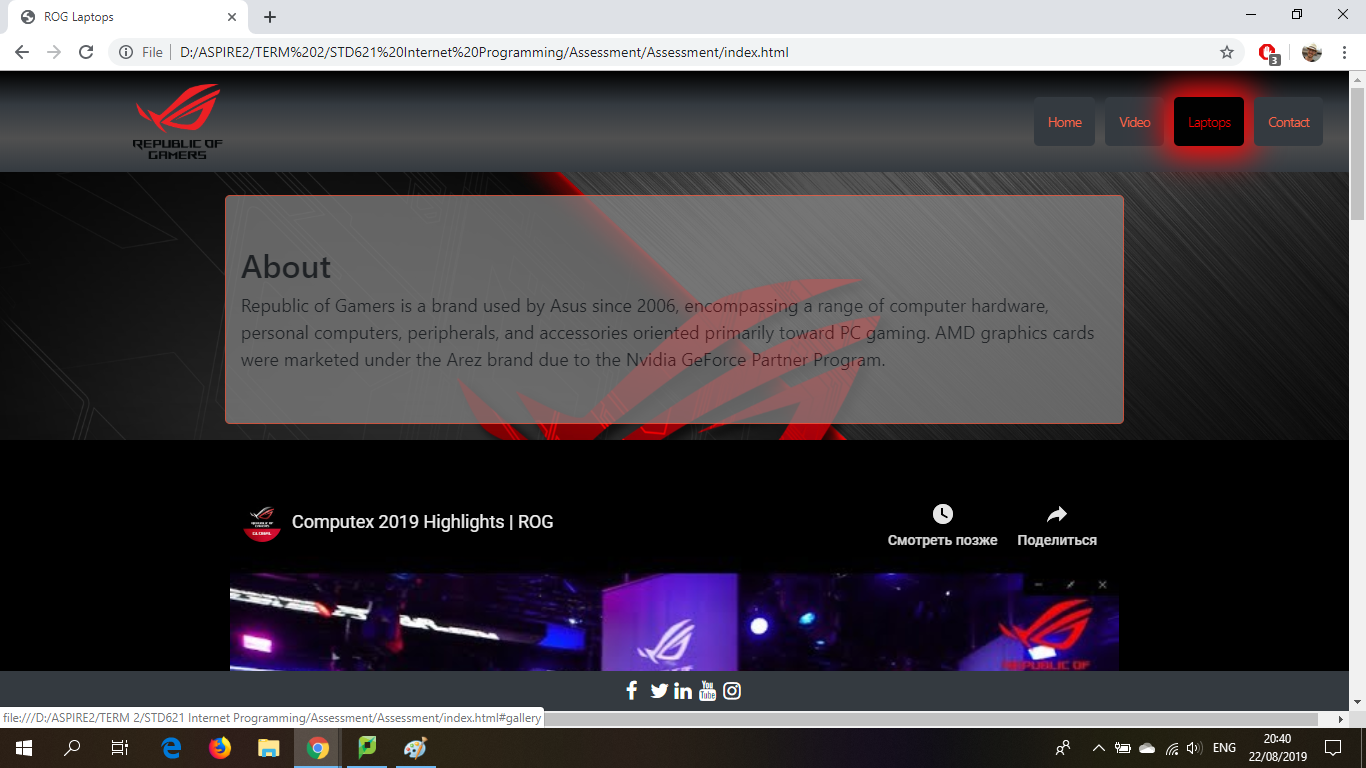 ROG Laptops
File
D:/ASPIRE2/TERM%202/STD621%20Internet%20Programming/Assessment/Assessment/index.html
3
REPUBLIC OF
GAMERS
Home
Video
Laptops
Contact
About
Republic of Gamers is a brand used by Asus since 2006, encompassing a range of computer hardware,
personal computers, peripherals, and accessories oriented primarily toward PC gaming. AMD graphics cards
were marketed under the Arez brand due to the Nvidia GeForce Partner Program.
Computex 2019 Highlights | ROG
Смотреть позже
Поделиться
REPUBLIC OF
You
Tube
file:///D:/ASPIRE2/TERM 2/STD621 Internet Programming/Assessment/Assessment/index.html#gallery
ENG
20:40
22/08/2019